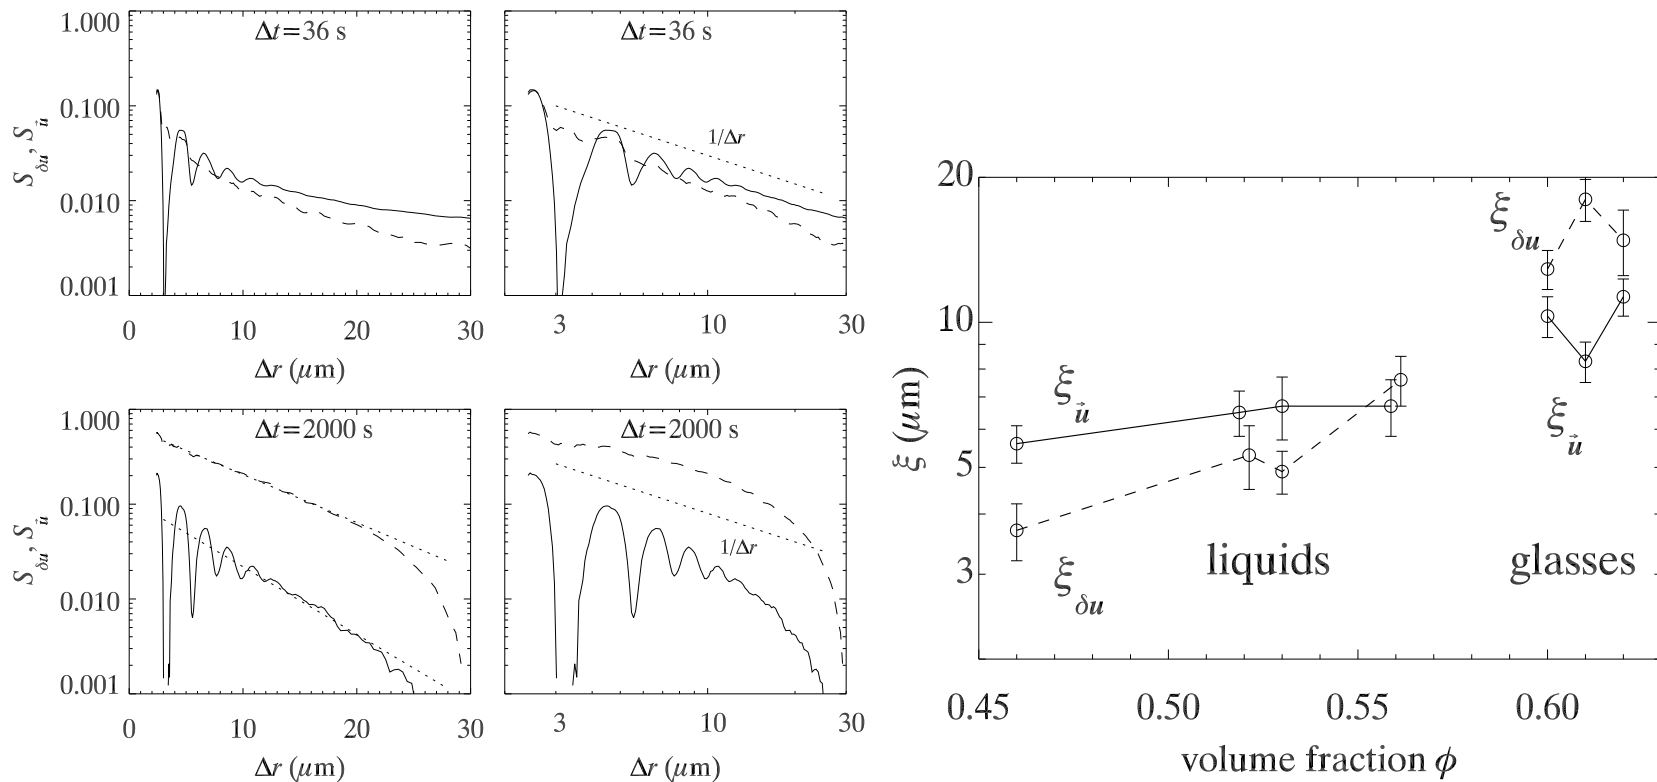 Δt=36 s
1.000
0.100
0.010
0.001
S_δu, S_u⃗
0 10 20 30
Δr (μm)
Δt=36 s
1/Δr
3 10 30
Δr (μm)
Δt=2000 s
1.000
0.100
0.010
0.001
S_δu, S_u⃗
0 10 20 30
Δr (μm)
Δt=2000 s
1/Δr
3 10 30
Δr (μm)
20
10
5
3
ξ (μm)
ξ_δu
ξ_u⃗
ξ_u⃗
ξ_δu
liquids glasses
0.45 0.50 0.55 0.60
volume fraction ϕ